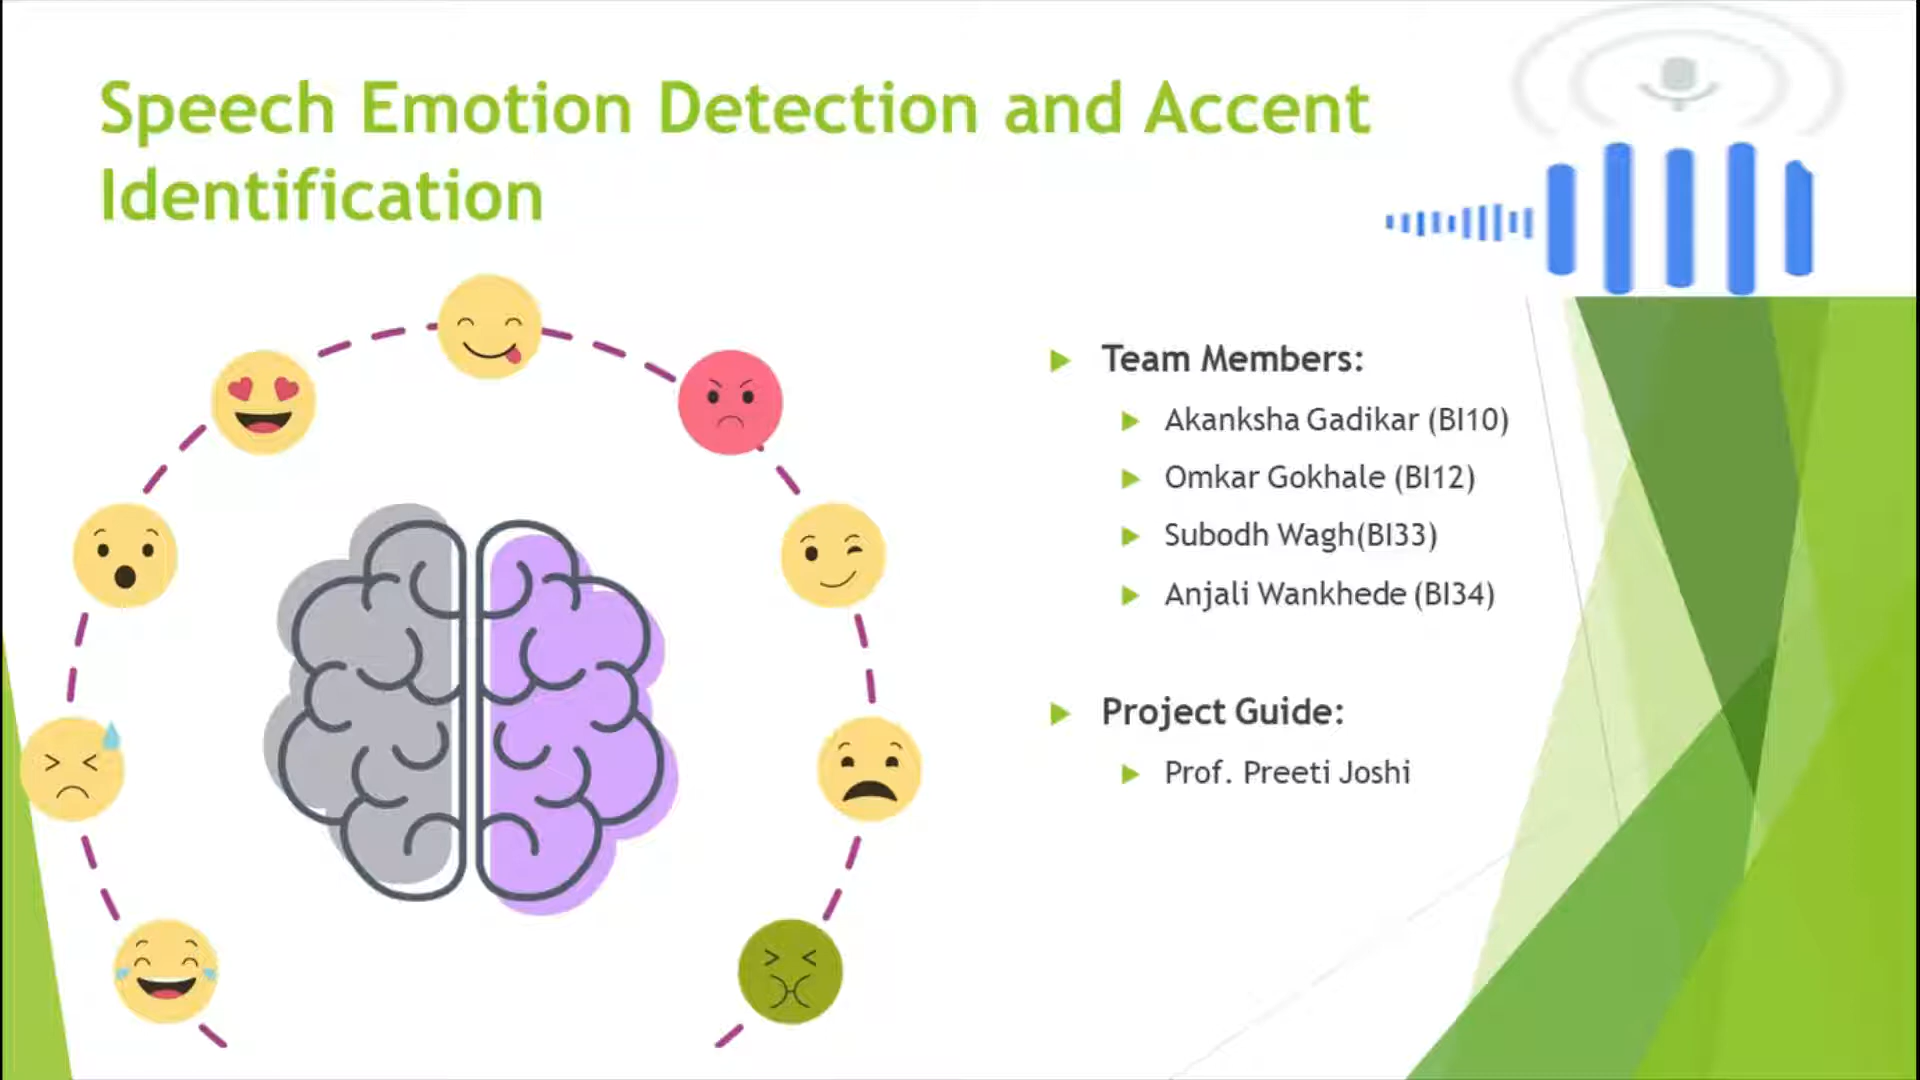 Speech Emotion Detection and Accent
Identification
Team Members:
Akanksha Gadikar (BI10)
Omkar Gokhale (BI12)
Subodh Wagh(BI33)
Anjali Wankhede (BI34)
Project Guide:
Prof. Preeti Joshi